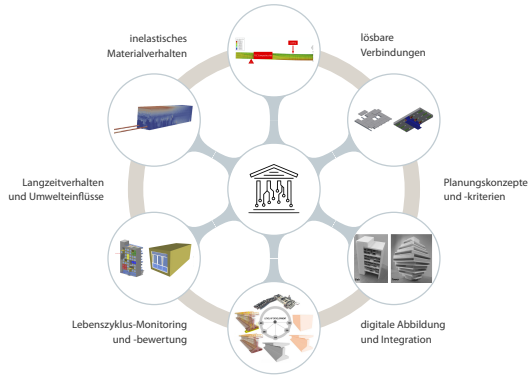 inelastisches
Materialverhalten
lösbare
Verbindungen
Langzeitverhalten
und Umwelteinflüsse
Planungskonzepte
und -kriterien
Lebenszyklus-Monitoring
und -bewertung
digitale Abbildung
und Integration